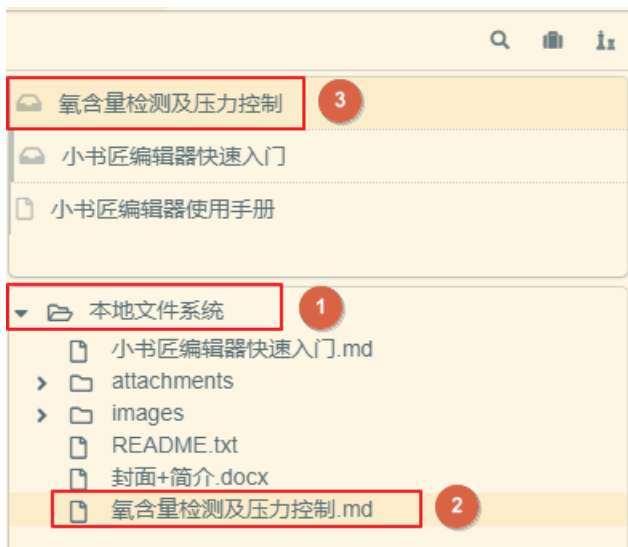 氧含量检测及压力控制 3
小书匠编辑器快速入门
小书匠编辑器使用手册
本地文件系统 1
小书匠编辑器快速入门.md
attachments
images
README.txt
封面+简介.docx
氧含量检测及压力控制.md 2